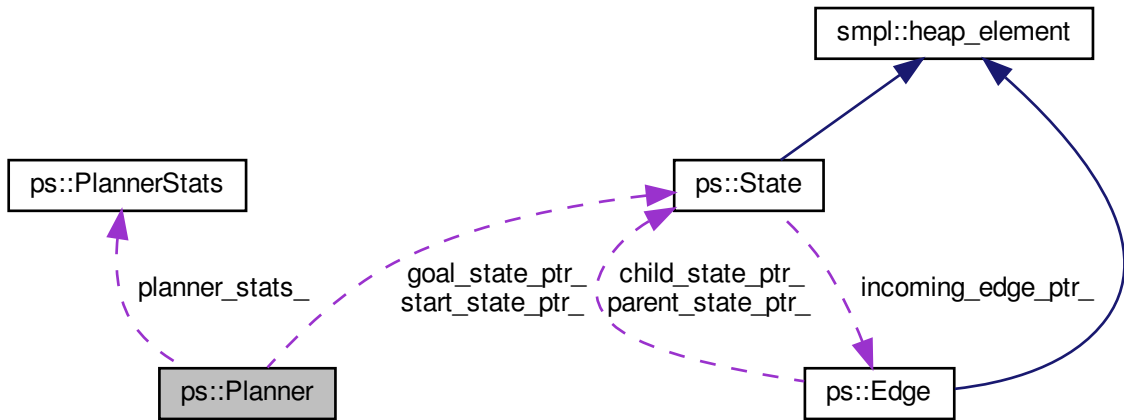 smpl::heap_element
ps::PlannerStats
ps::State
planner_stats_
goal_state_ptr_
start_state_ptr_
child_state_ptr_
parent_state_ptr_
incoming_edge_ptr_
ps::Planner
ps::Edge